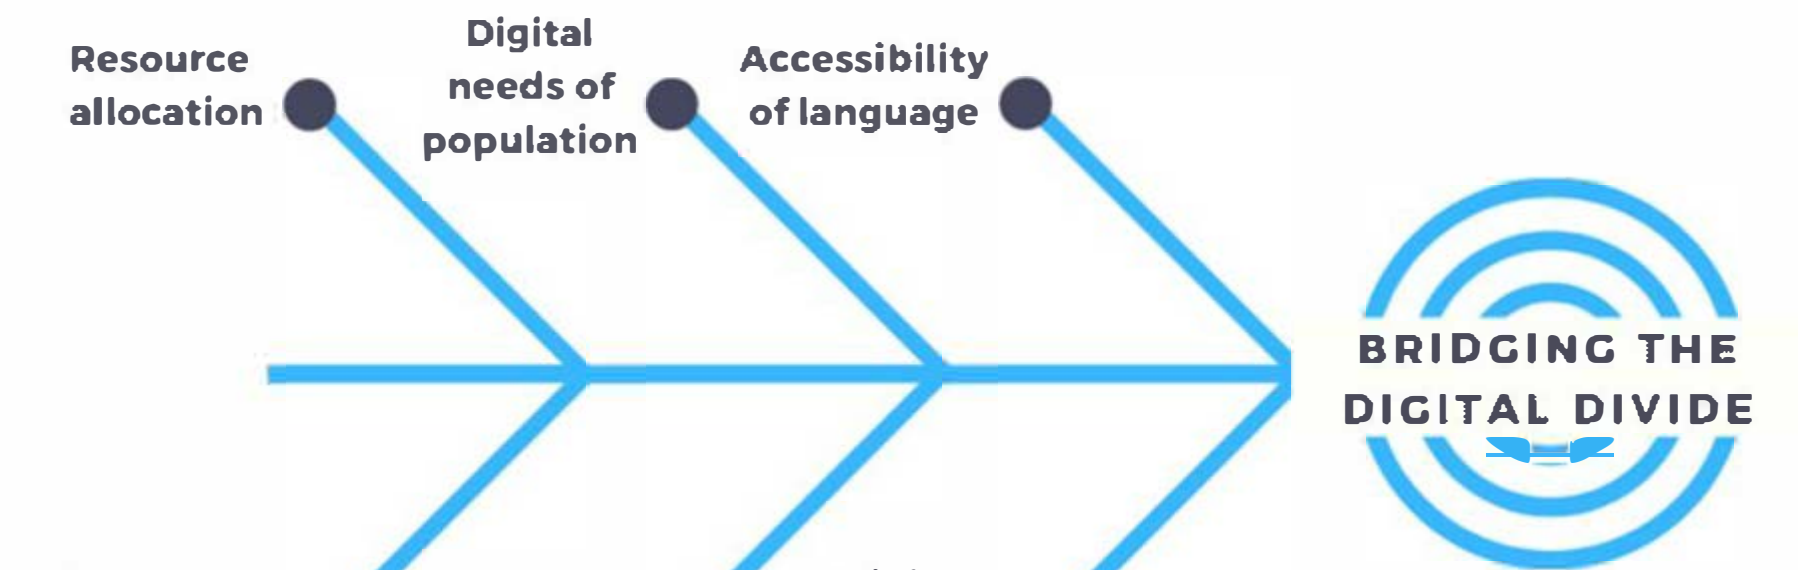 Resource
allocation
Digital
needs of
population
Accessibility
of language
BRIDGING THE
DIGITAL DIVIDE